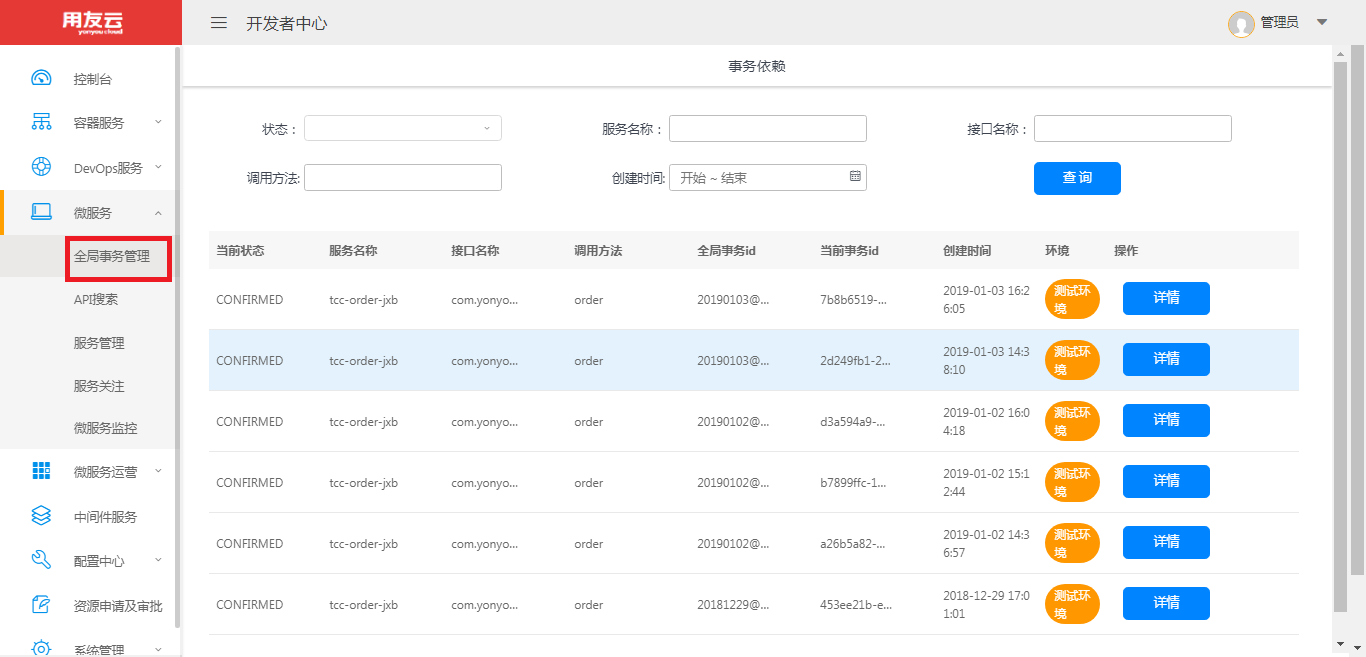 用友云
yonyou cloud
开发者中心
管理员
控制台
容器服务
DevOps服务
微服务
全局事务管理
API搜索
服务管理
服务关注
微服务监控
微服务运营
中间件服务
配置中心
资源申请及审批
系统管理
事务依赖
状态：
服务名称：
接口名称：
调用方法:
创建时间: 开始 ~ 结束
查询
当前状态 服务名称 接口名称 调用方法 全局事务id 当前事务id 创建时间 环境 操作
CONFIRMED tcc-order-jxb com.yonyo... order 20190103@... 7b8b6519-... 2019-01-03 16:2
6:05
测试环
境
详情
CONFIRMED tcc-order-jxb com.yonyo... order 20190103@... 2d249fb1-2... 2019-01-03 14:3
8:10
测试环
境
详情
CONFIRMED tcc-order-jxb com.yonyo... order 20190102@... d3a594a9-... 2019-01-02 16:0
4:18
测试环
境
详情
CONFIRMED tcc-order-jxb com.yonyo... order 20190102@... b7899ffc-1... 2019-01-02 15:1
2:44
测试环
境
详情
CONFIRMED tcc-order-jxb com.yonyo... order 20190102@... a26b5a82-... 2019-01-02 14:3
6:57
测试环
境
详情
CONFIRMED tcc-order-jxb com.yonyo... order 20181229@... 453ee21b-e... 2018-12-29 17:0
1:01
测试环
境
详情